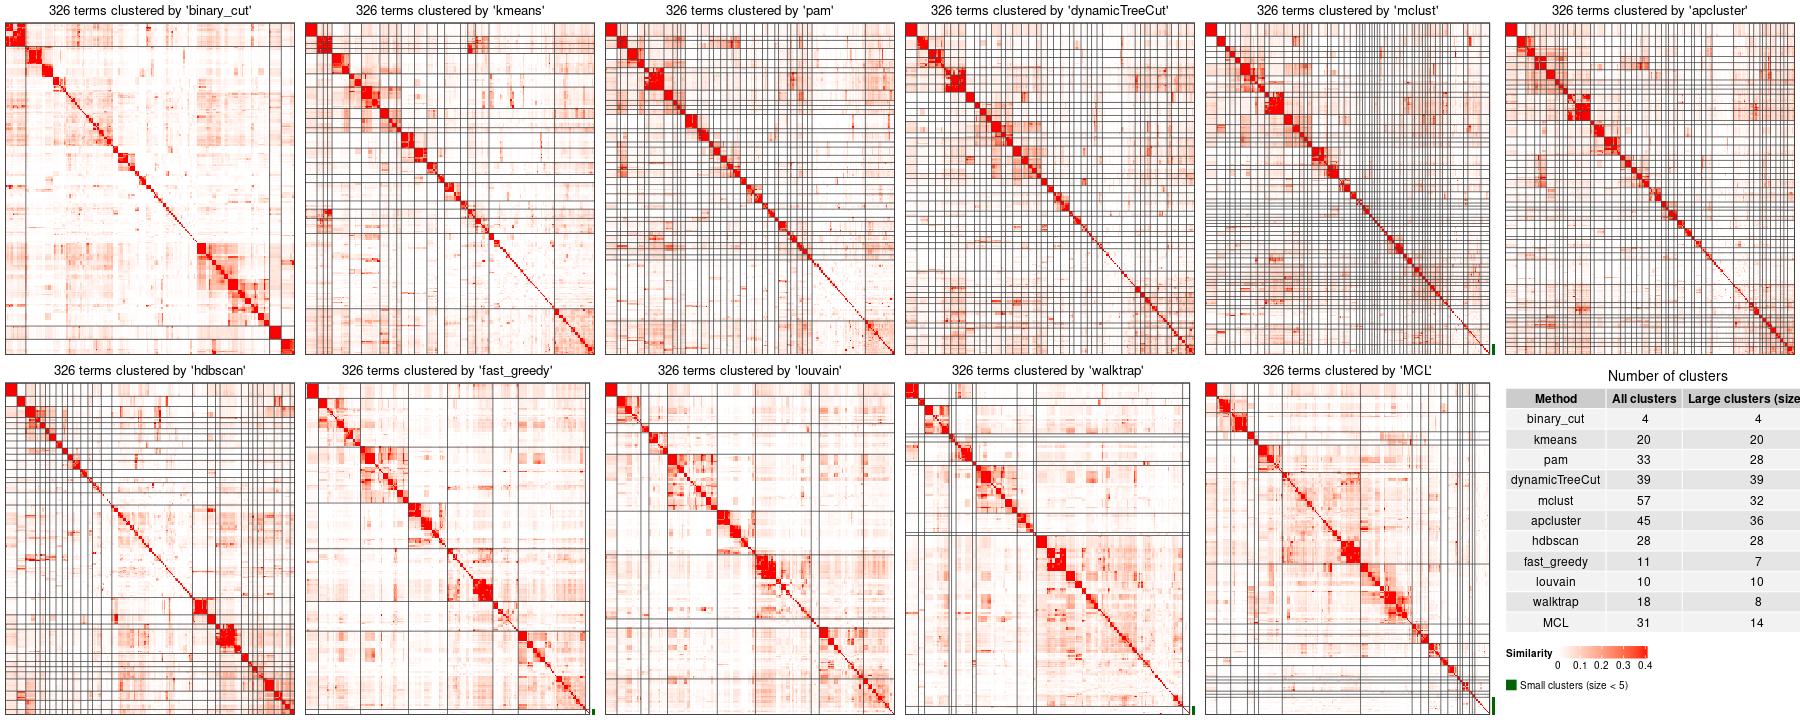 326 terms clustered by 'binary_cut'
326 terms clustered by 'kmeans'
326 terms clustered by 'pam'
326 terms clustered by 'dynamicTreeCut'
326 terms clustered by 'mclust'
326 terms clustered by 'apcluster'
326 terms clustered by 'hdbscan'
326 terms clustered by 'fast_greedy'
326 terms clustered by 'louvain'
326 terms clustered by 'walktrap'
326 terms clustered by 'MCL'
Number of clusters
Method All clusters Large clusters (size
binary_cut 4 4
kmeans 20 20
pam 33 28
dynamicTreeCut 39 39
mclust 57 32
apcluster 45 36
hdbscan 28 28
fast_greedy 11 7
louvain 10 10
walktrap 18 8
MCL 31 14
Similarity
0 0.1 0.2 0.3 0.4
Small clusters (size < 5)